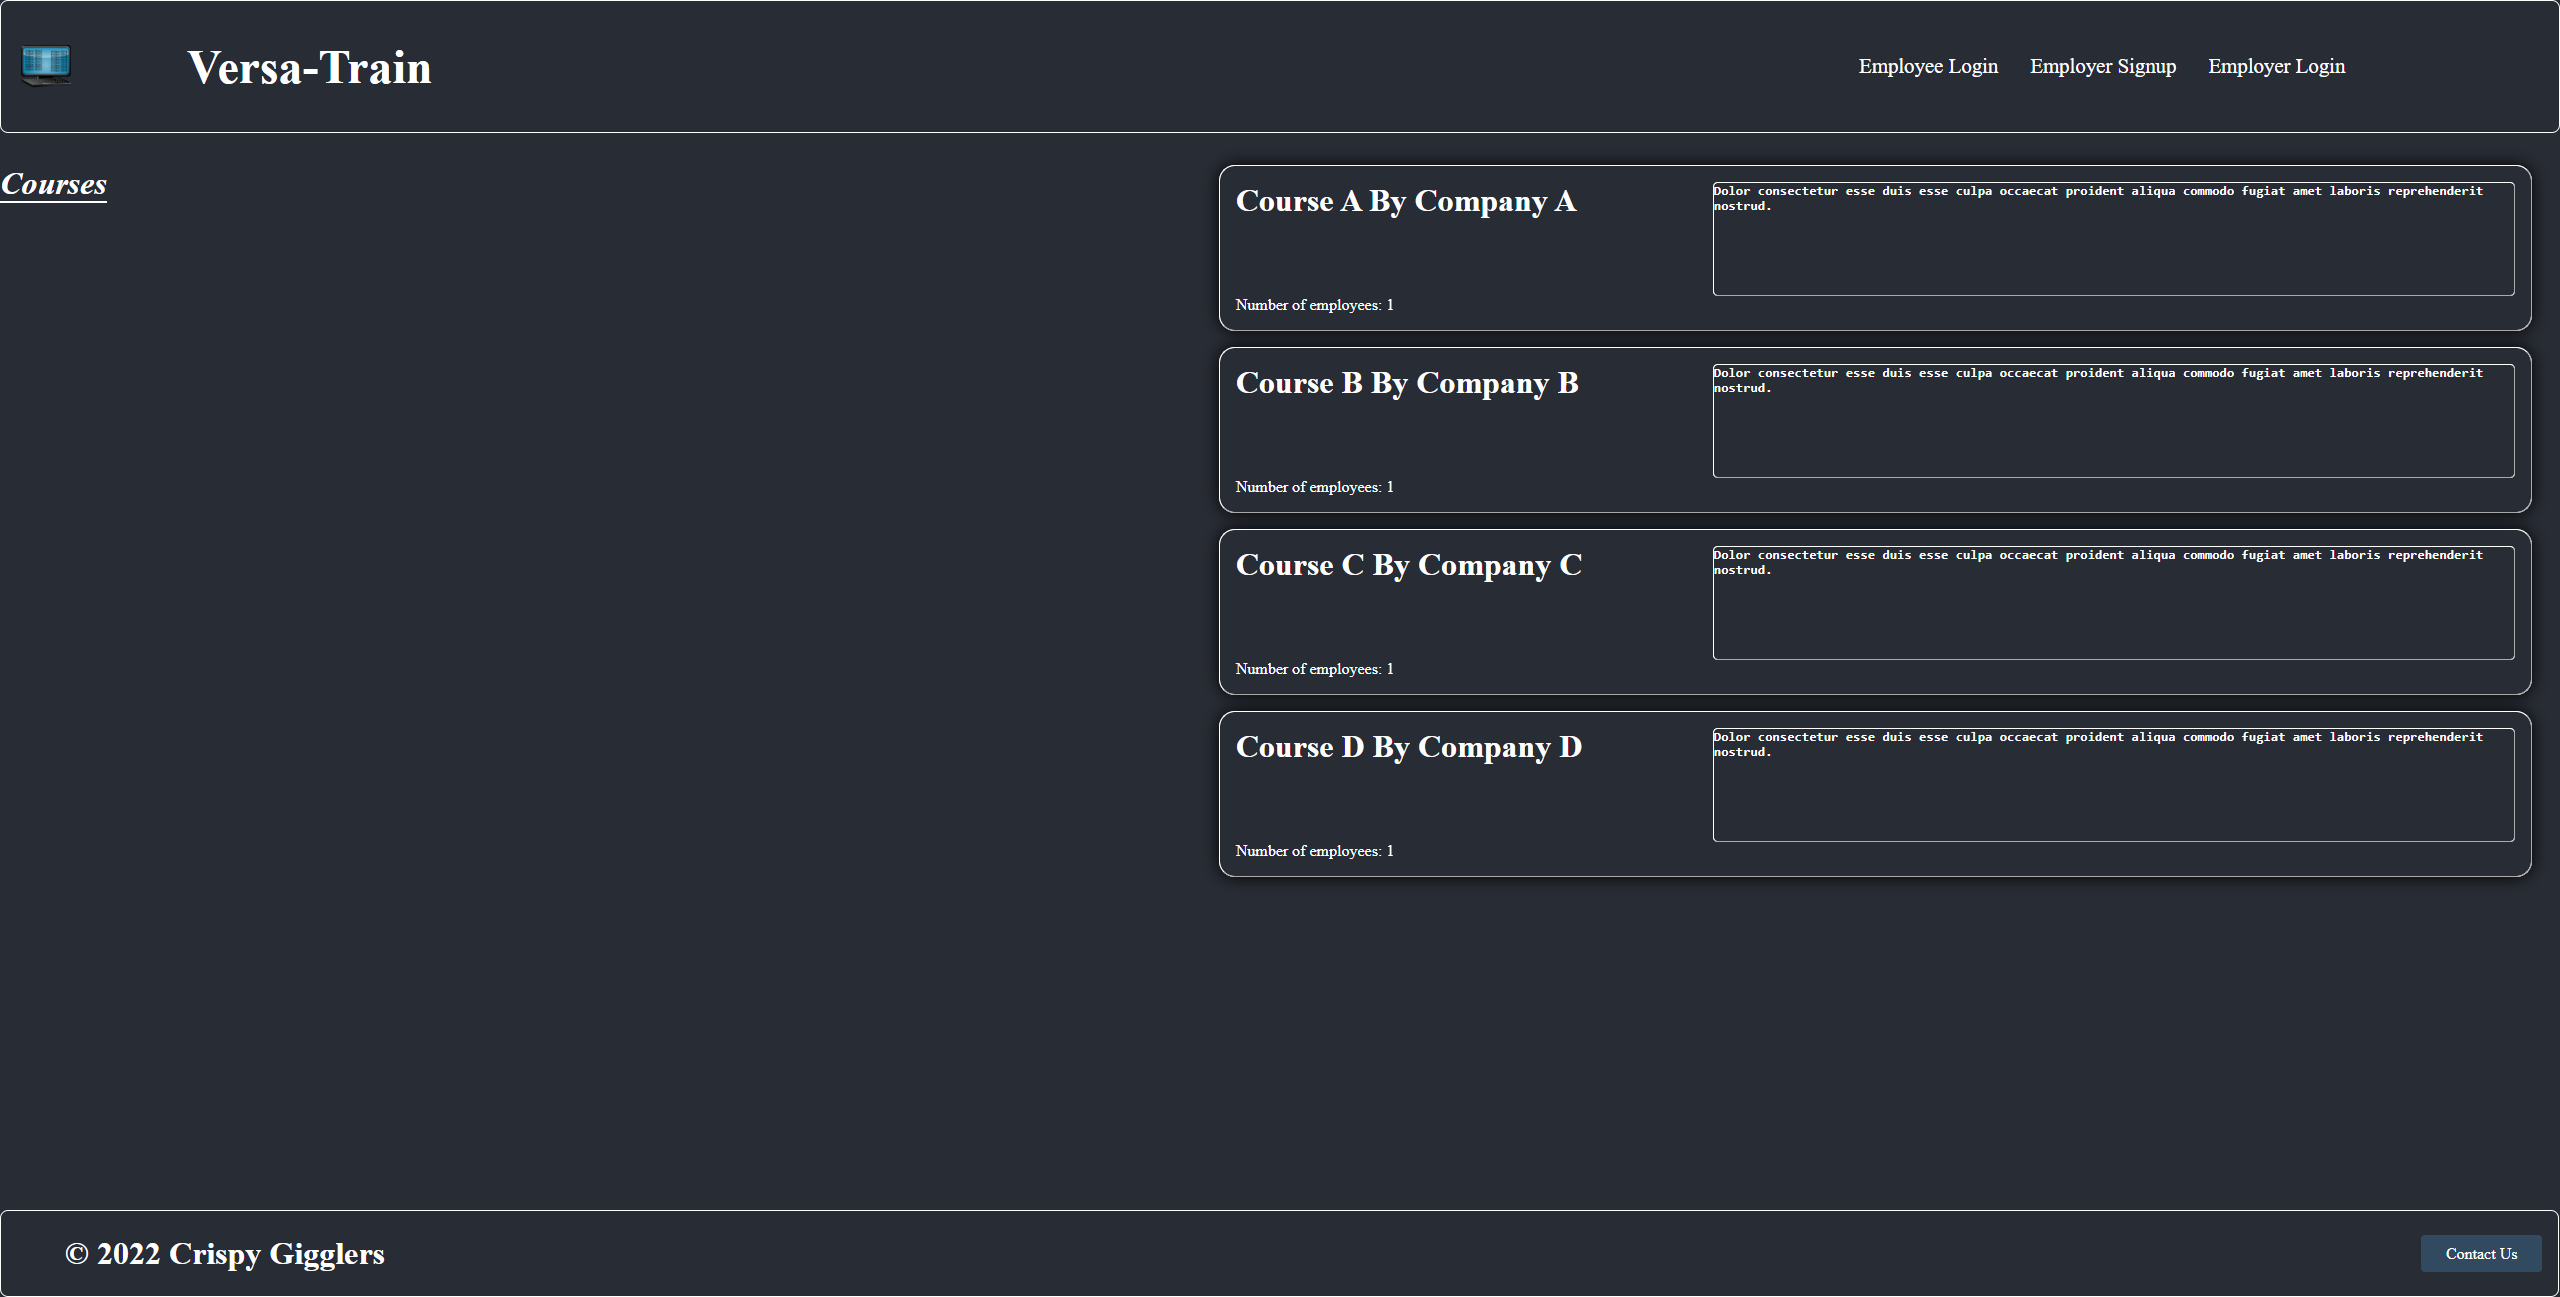 Versa-Train
Employee Login
Employer Signup
Employer Login
Courses
Course A By Company A
Dolor consectetur esse duis esse culpa occaecat proident aliqua commodo fugiat amet laboris reprehenderit
nostrud.
Number of employees: 1
Course B By Company B
Dolor consectetur esse duis esse culpa occaecat proident aliqua commodo fugiat amet laboris reprehenderit
nostrud.
Number of employees: 1
Course C By Company C
Dolor consectetur esse duis esse culpa occaecat proident aliqua commodo fugiat amet laboris reprehenderit
nostrud.
Number of employees: 1
Course D By Company D
Dolor consectetur esse duis esse culpa occaecat proident aliqua commodo fugiat amet laboris reprehenderit
nostrud.
Number of employees: 1
© 2022 Crispy Gigglers
Contact Us